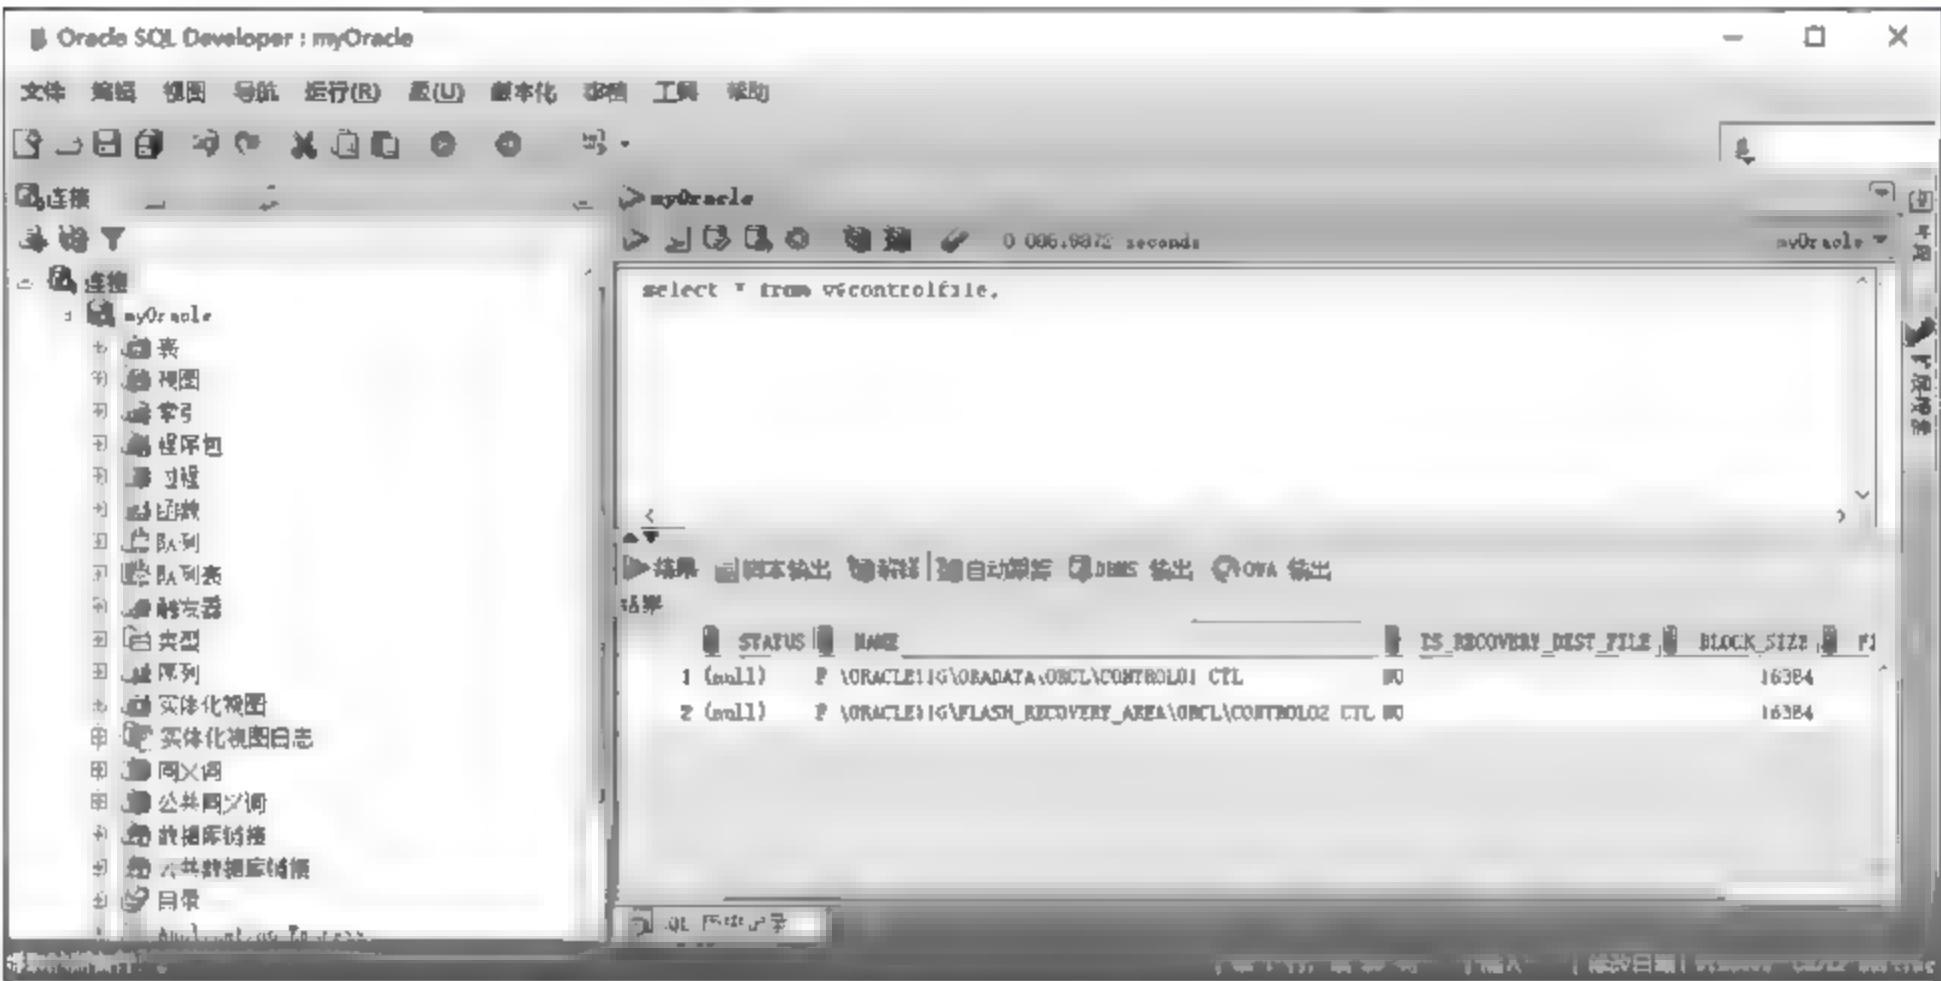 Oracle SQL Developer : myOracle
文件 编辑 视图 导航 运行(R) 源(U) 版本化 审稿 工具 帮助
连接
myOracle
seconds
myOracle
连接
select * from v$controlfile;
myOracle
表
视图
索引
程序包
过程
函数
队列
队列表
触发器
类型
序列
实体化视图
实体化视图日志
同义词
公共同义词
数据库链接
公共数据库链接
目录
结果 脚本输出 解释 自动跟踪 DBMS 输出 OWA 输出
结果
STATUS NAME IS_RECOVERY_DEST_FILE BLOCK_SIZE
1 (null) F:\ORACLE11G\ORADATA\ORCL\CONTROL01.CTL NO 16384
2 (null) F:\ORACLE11G\FLASH_RECOVERY_AREA\ORCL\CONTROL02.CTL NO 16384